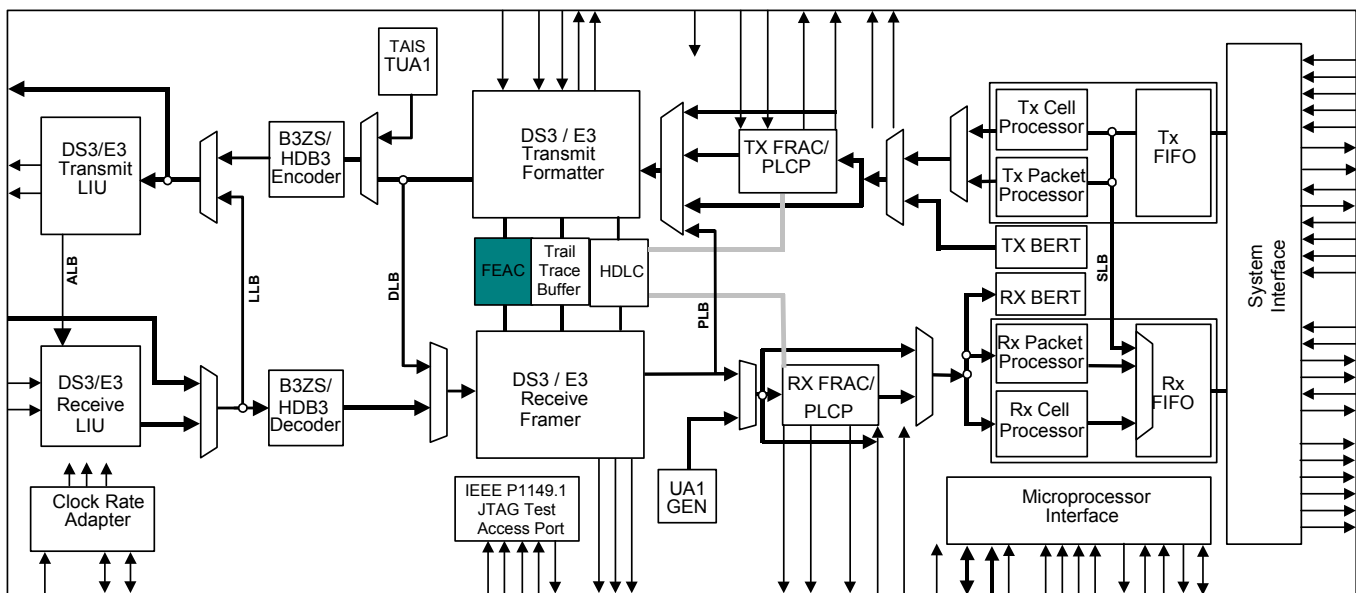 TAIS
TUA1
DS3/E3
Transmit
LIU
B3ZS/
HDB3
Encoder
DS3 / E3
Transmit
Formatter
TX FRAC/
PLCP
Tx Cell
Processor
Tx Packet
Processor
Tx
FIFO
TX BERT
RX BERT
System
Interface
ALB
LLB
DLB
FEAC
Trail
Trace
Buffer
HDLC
PLB
SLB
DS3/E3
Receive
LIU
B3ZS/
HDB3
Decoder
DS3 / E3
Receive
Framer
RX FRAC/
PLCP
Rx Packet
Processor
Rx Cell
Processor
Rx
FIFO
UA1
GEN
Clock Rate
Adapter
IEEE P1149.1
JTAG Test
Access Port
Microprocessor
Interface